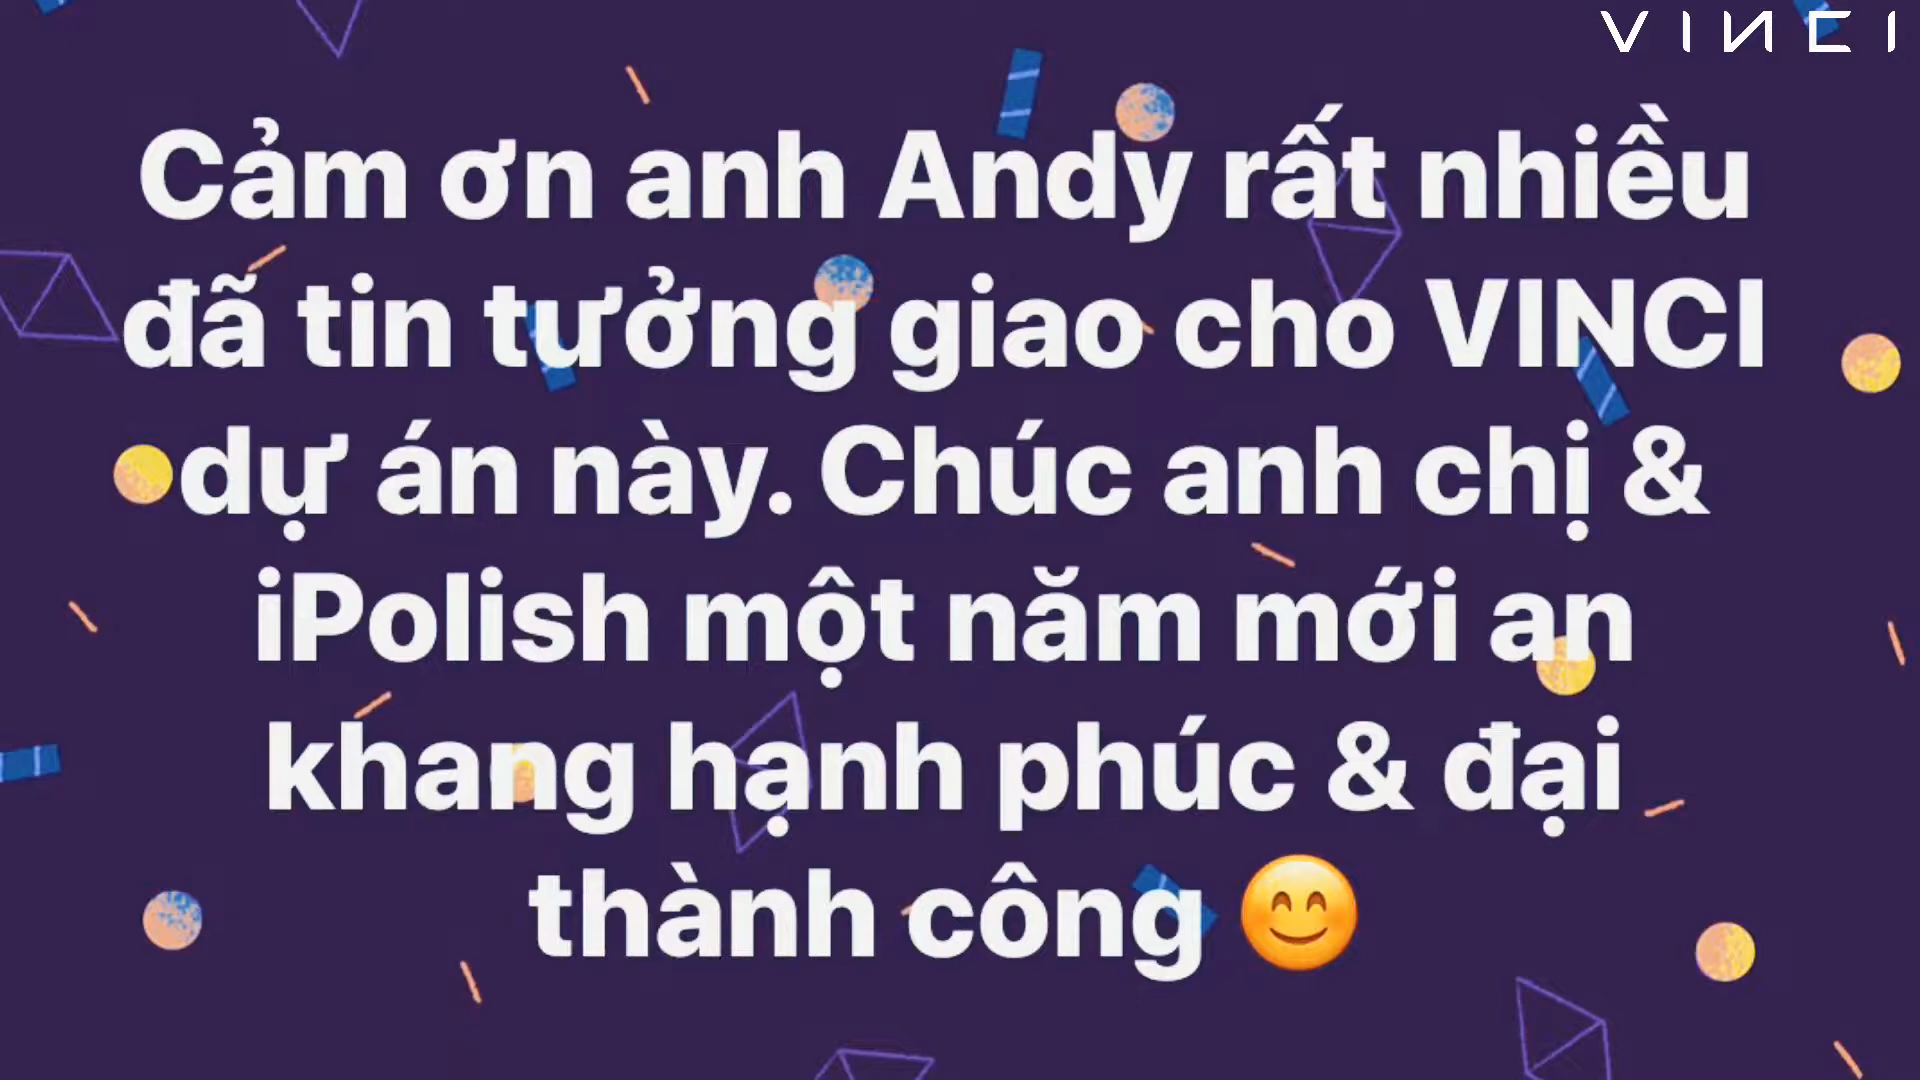 VINCI
Cảm ơn anh Andy rất nhiều
đã tin tưởng giao cho VINCI
dự án này. Chúc anh chị &
iPolish một năm mới an
khang hạnh phúc & đại
thành công 😊